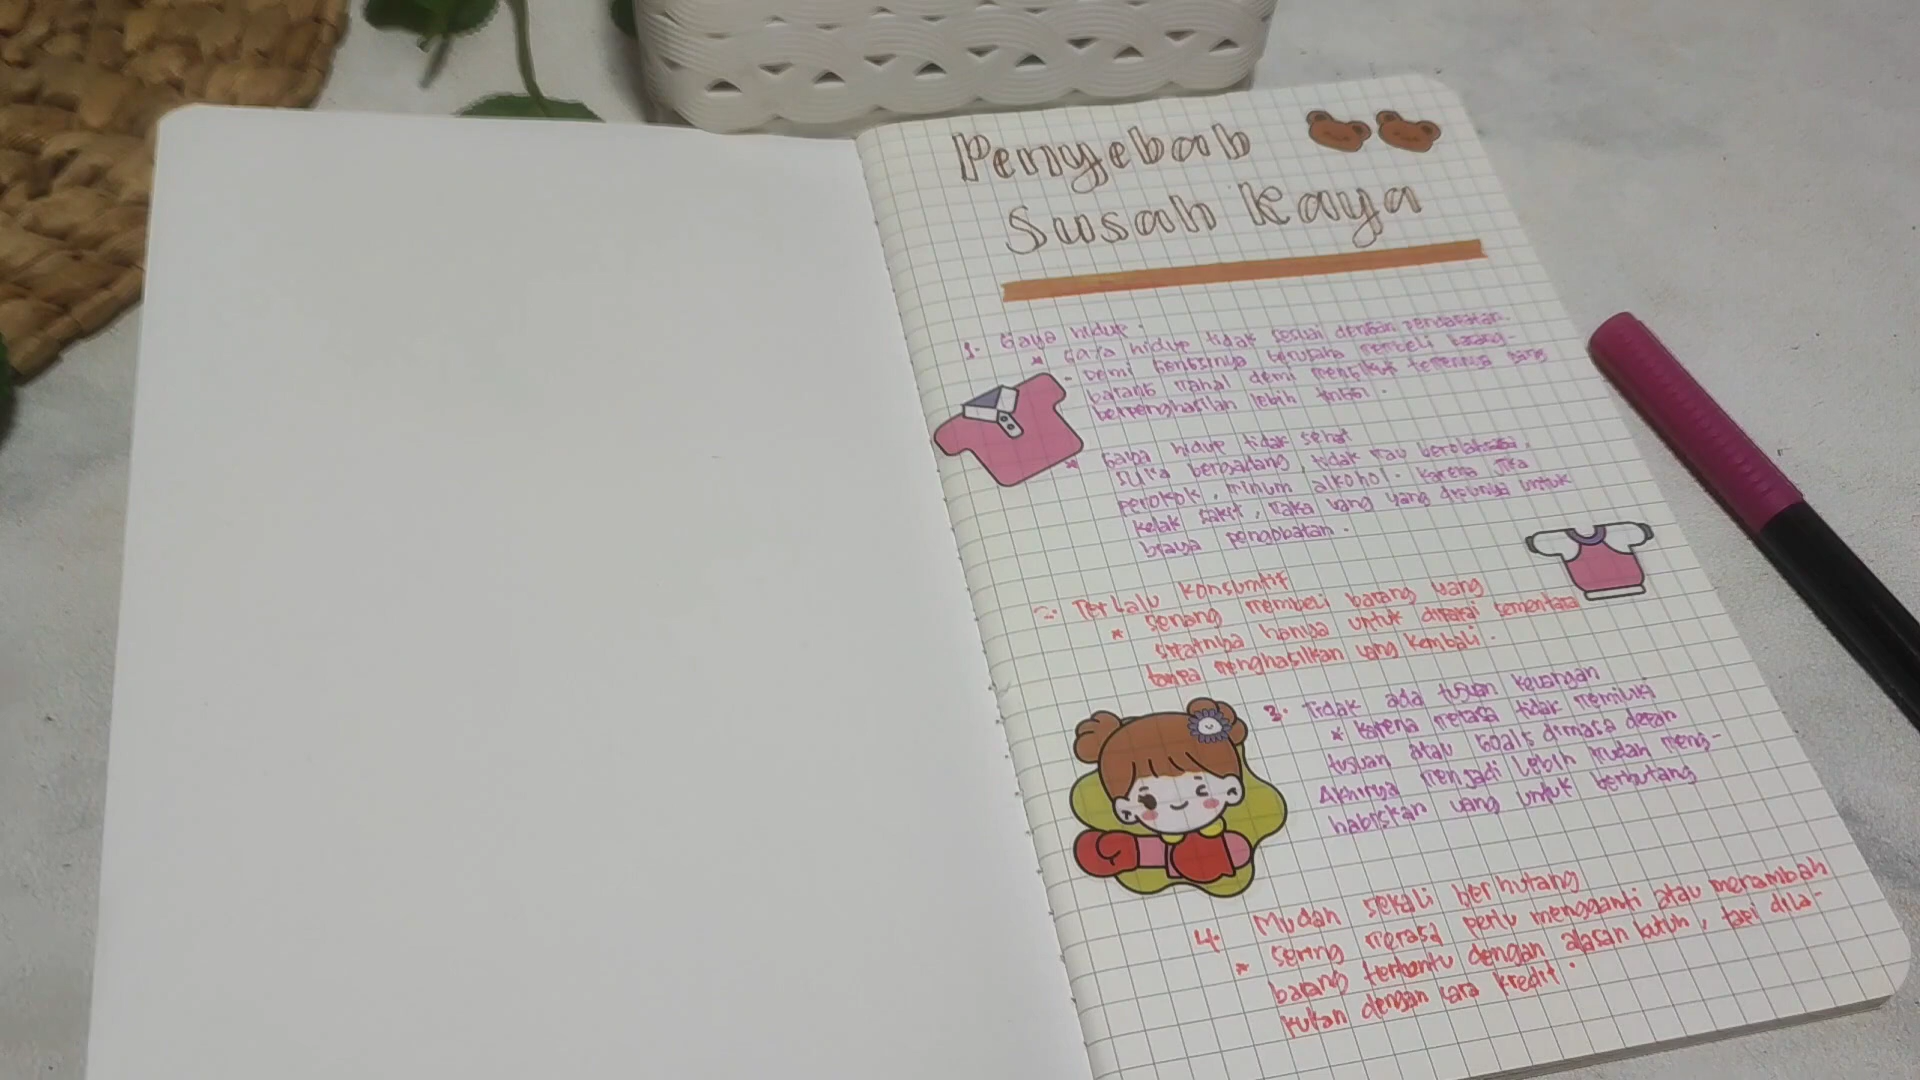 Penyebab
Susah Kaya
1. Gaya hidup.
* Gaya hidup tidak sesuai dengan pendapatan.
- Demi gengsinya berusaha membeli barang-
barang mahal demi mengikuti temennya yang
berpenghasilan lebih tinggi.
* Gaya hidup tidak sehat
suka bergadang, tidak mau berolahraga,
perokok, minum alkohol. Karena jika
kelak sakit, maka uang yang dipunya untuk
biaya pengobatan.
2. Terlalu konsumtif
* senang membeli barang yang
sifatnya hanya untuk dipakai sementara
tanpa menghasilkan uang kembali.
3. Tidak ada tujuan keuangan
* karena merasa tidak memiliki
tujuan atau goals dimasa depan
Akhirnya menjadi lebih mudah meng-
habiskan uang untuk berhutang
4. Mudah sekali berhutang
* sering merasa perlu mengganti atau merambah
barang tertentu dengan alasan butuh, tapi dila-
kukan dengan cara kredit.